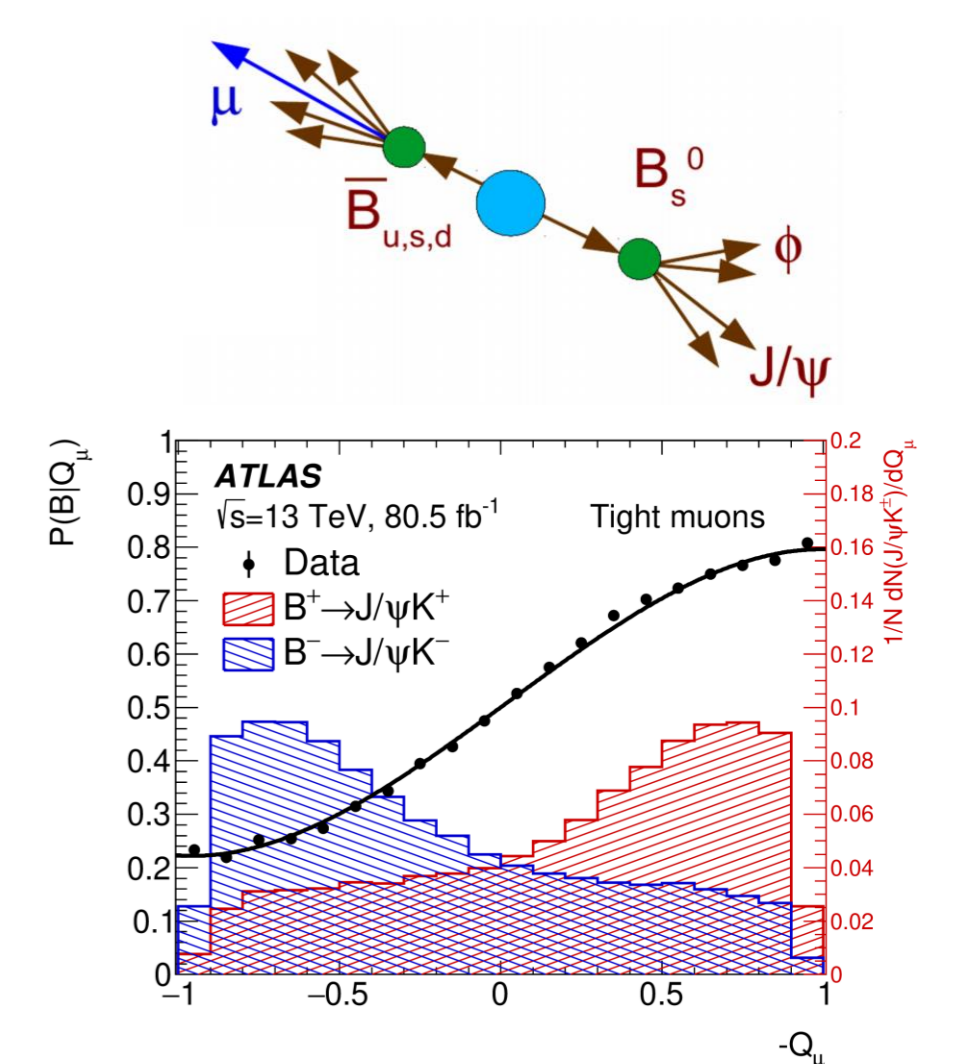 μ
B̅u,s,d
Bs0
ϕ
J/ψ
P(B|Qμ)
1/N dN(J/ψK±)/dQμ
ATLAS
√s=13 TeV, 80.5 fb-1
Tight muons
Data
B+→J/ψK+
B−→J/ψK−
1
0.9
0.8
0.7
0.6
0.5
0.4
0.3
0.2
0.1
0
0.2
0.18
0.16
0.14
0.12
0.1
0.08
0.06
0.04
0.02
0
−1
−0.5
0
0.5
1
-Qμ